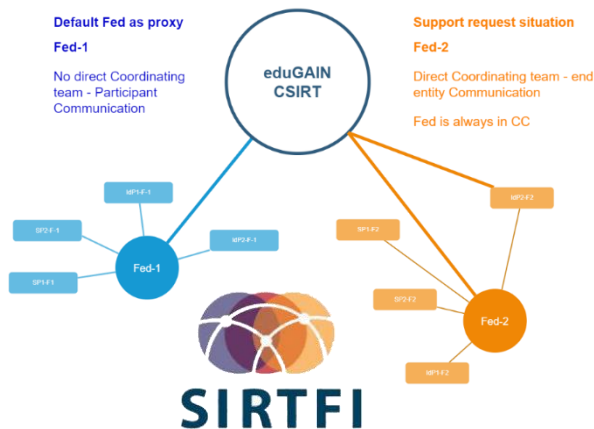 Default Fed as proxy
Fed-1
No direct Coordinating
team - Participant
Communication
eduGAIN
CSIRT
Support request situation
Fed-2
Direct Coordinating team - end
entity Communication
Fed is always in CC
IdP1-F-1
SP2-F-1
IdP2-F-1
SP1-F1
Fed-1
IdP2-F2
SP1-F2
SP2-F2
Fed-2
IdP1-F2
SIRTFI